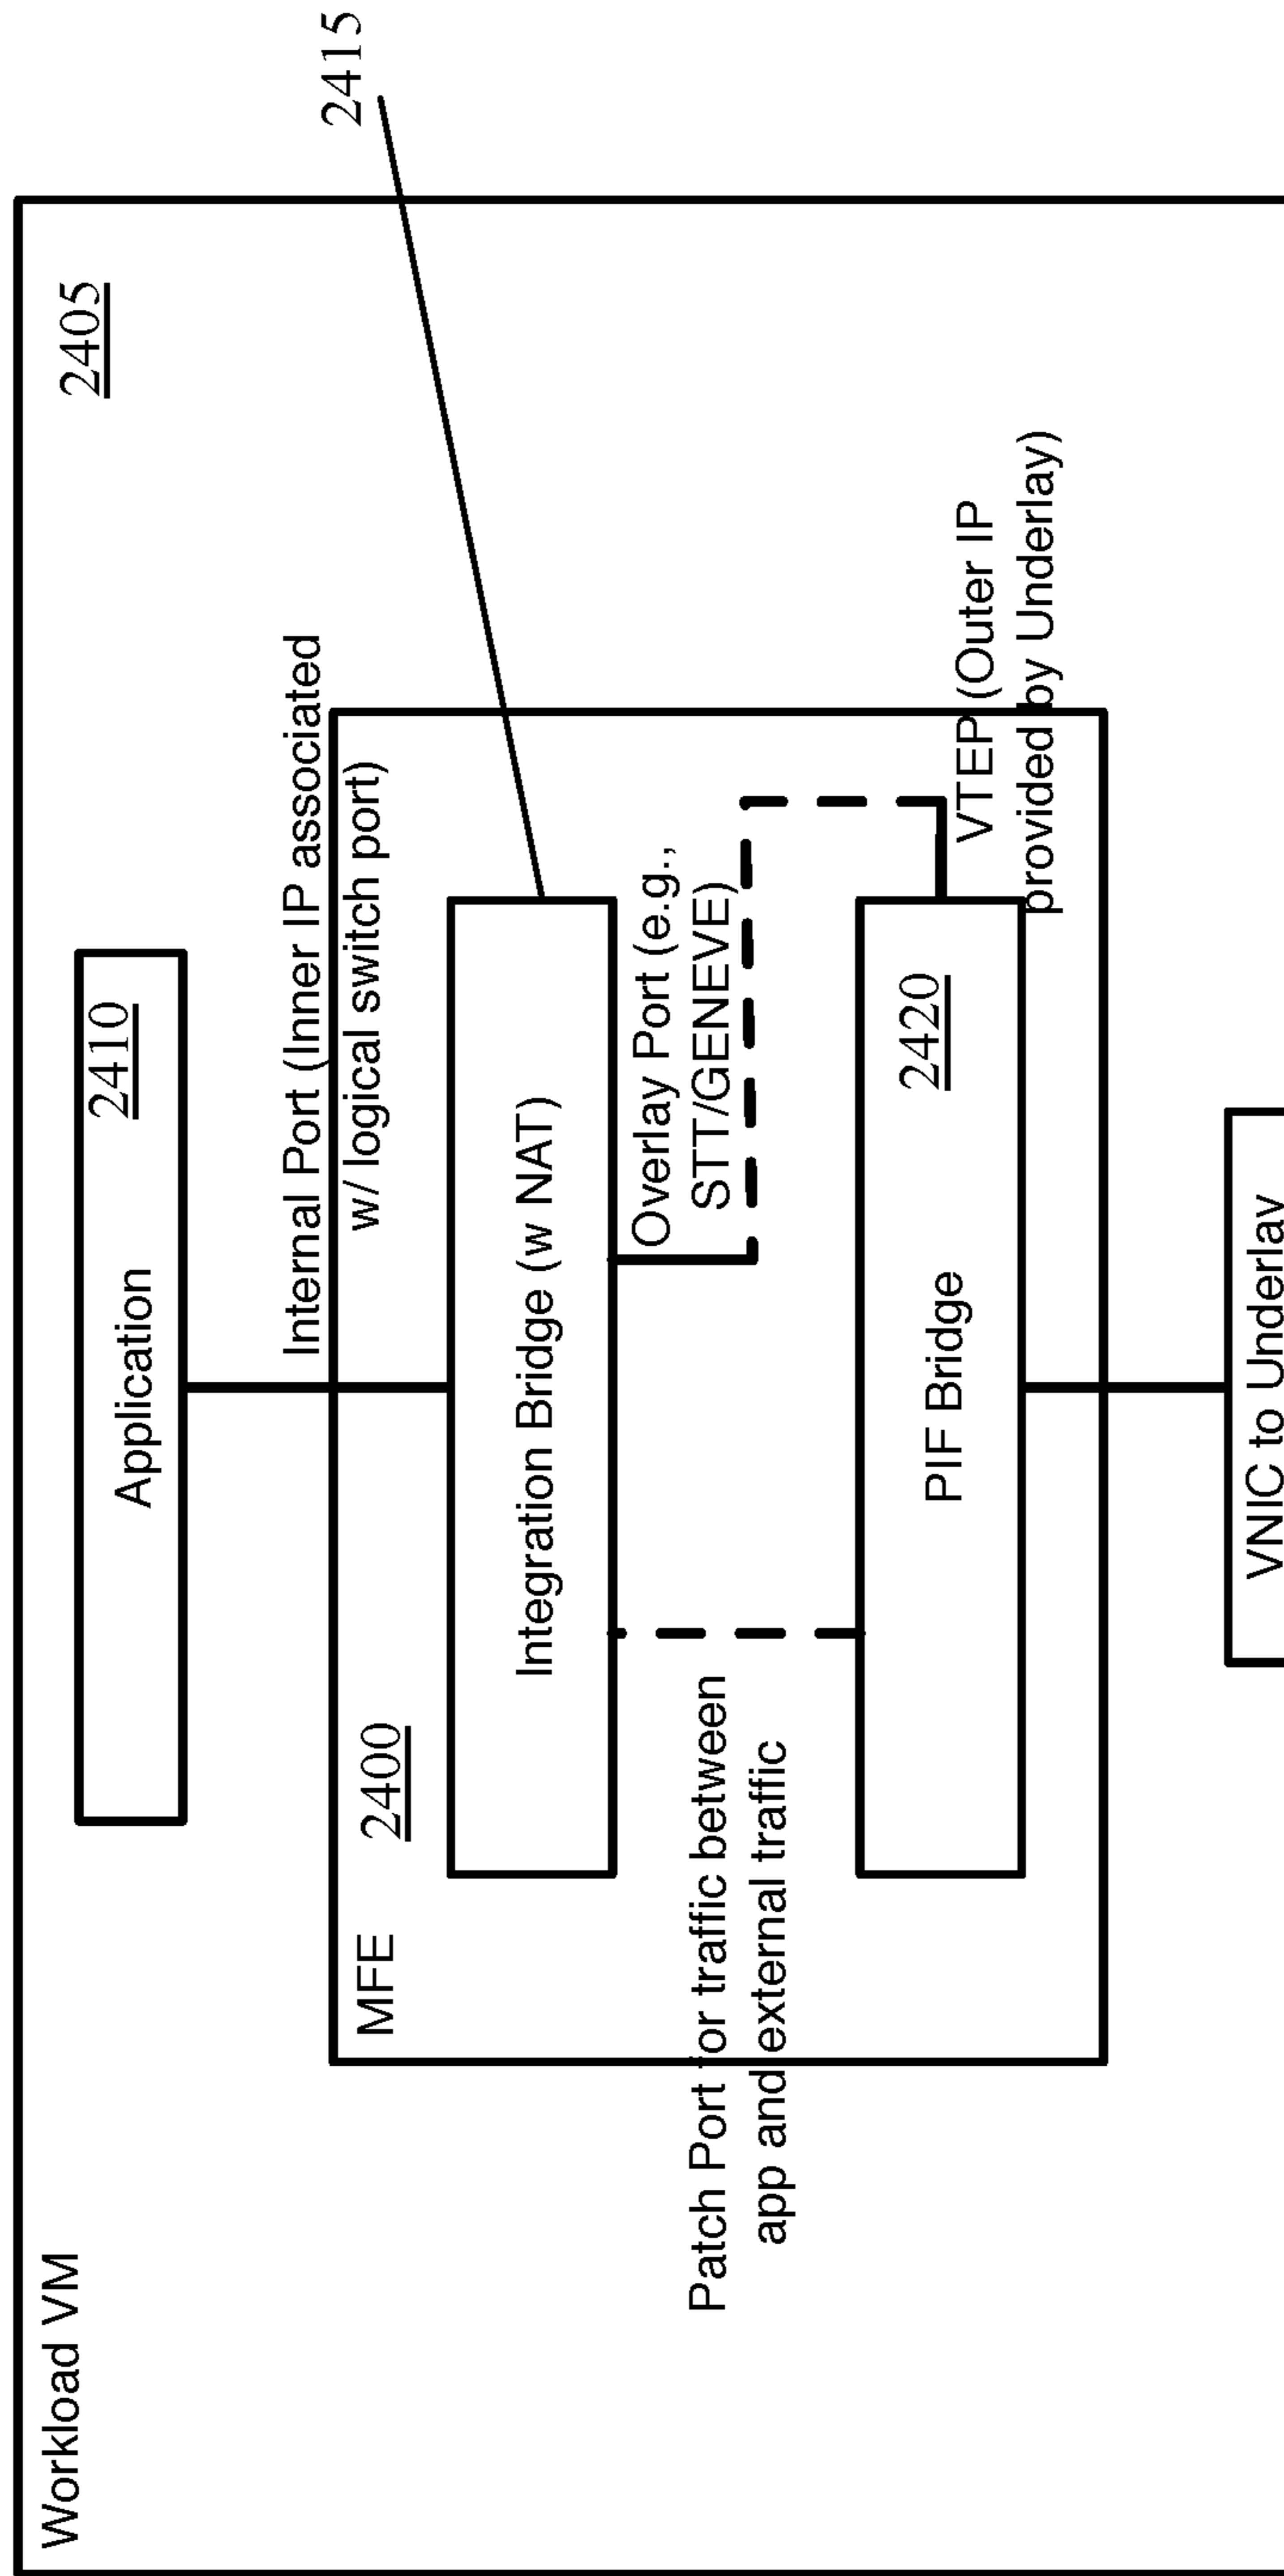 Workload VM
2405
Application
2410
Internal Port (Inner IP associated
w/ logical switch port)
2415
MFE
2400
Integration Bridge (w NAT)
Overlay Port (e.g.,
STT/GENEVE)
Patch Port for traffic between
app and external traffic
PIF Bridge
2420
VTEP (Outer IP
provided by Underlay)
VNIC to Underlay